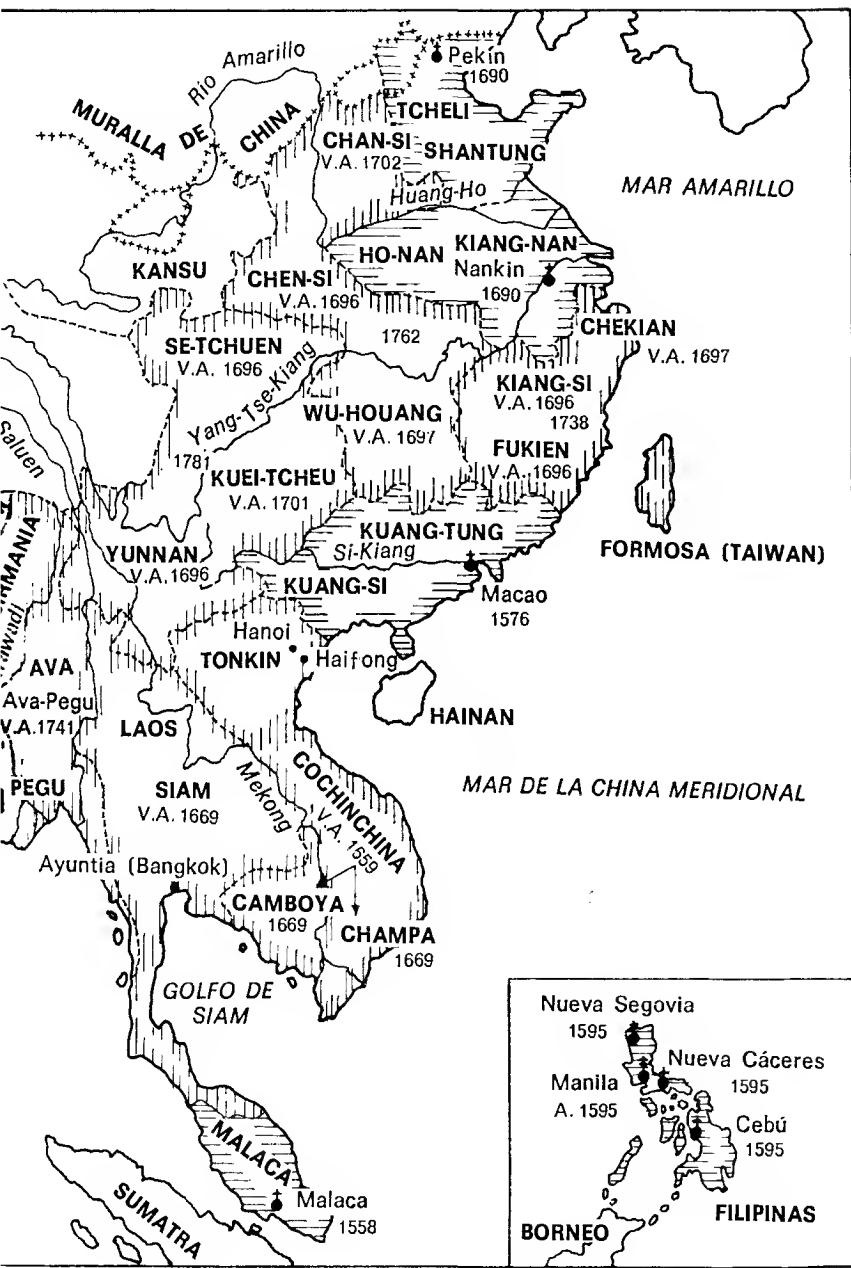 Pekín
1690
Rio Amarillo
MURALLA DE CHINA
TCHELI
CHAN-SI
V.A. 1702
SHANTUNG
Huang-Ho
MAR AMARILLO
KANSU
HO-NAN
KIANG-NAN
Nankin
1690
CHEN-SI
V.A. 1696
CHEKIAN
V.A. 1697
SE-TCHUEN
V.A. 1696
1762
Yang-Tse-Kiang
KIANG-SI
V.A. 1696
1738
WU-HOUANG
V.A. 1697
FUKIEN
V.A. 1696
Saluen
1781
KUEI-TCHEU
V.A. 1701
KUANG-TUNG
Si-Kiang
FORMOSA (TAIWAN)
YUNNAN
V.A. 1696
KUANG-SI
Macao
1576
RMANIA
Hanoi
TONKIN
Haifong
AVA
Ava-Pegu
V.A. 1741
LAOS
HAINAN
PEGU
SIAM
V.A. 1669
Mekong
COCHINCHINA
V.A. 1659
MAR DE LA CHINA MERIDIONAL
Ayuntia (Bangkok)
CAMBOYA
1669
CHAMPA
1669
GOLFO DE
SIAM
MALACA
Malaca
1558
SUMATRA
Nueva Segovia
1595
Nueva Cáceres
1595
Manila
A. 1595
Cebú
1595
FILIPINAS
BORNEO